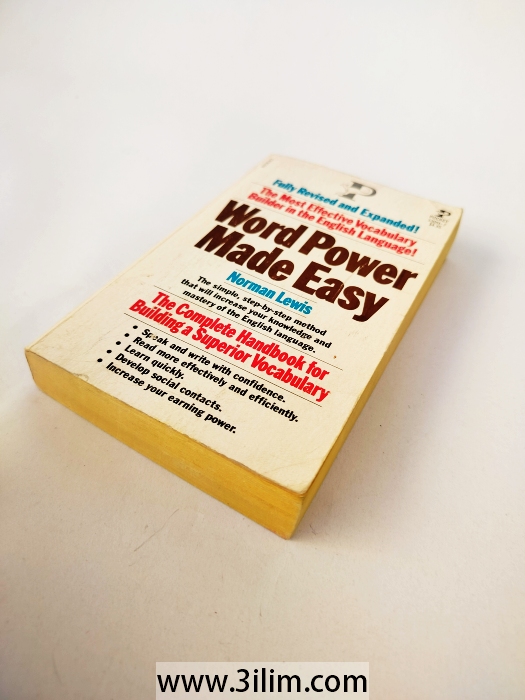 P
Fully Revised and Expanded!
The Most Effective Vocabulary
Builder in the English Language!
Word Power
Made Easy
Norman Lewis
The simple, step-by-step method
that will increase your knowledge and
mastery of the English language.
The Complete Handbook for
Building a Superior Vocabulary
• Speak and write with confidence.
• Read more effectively and efficiently.
• Learn quickly.
• Develop social contacts.
• Increase your earning power.
www.3ilim.com